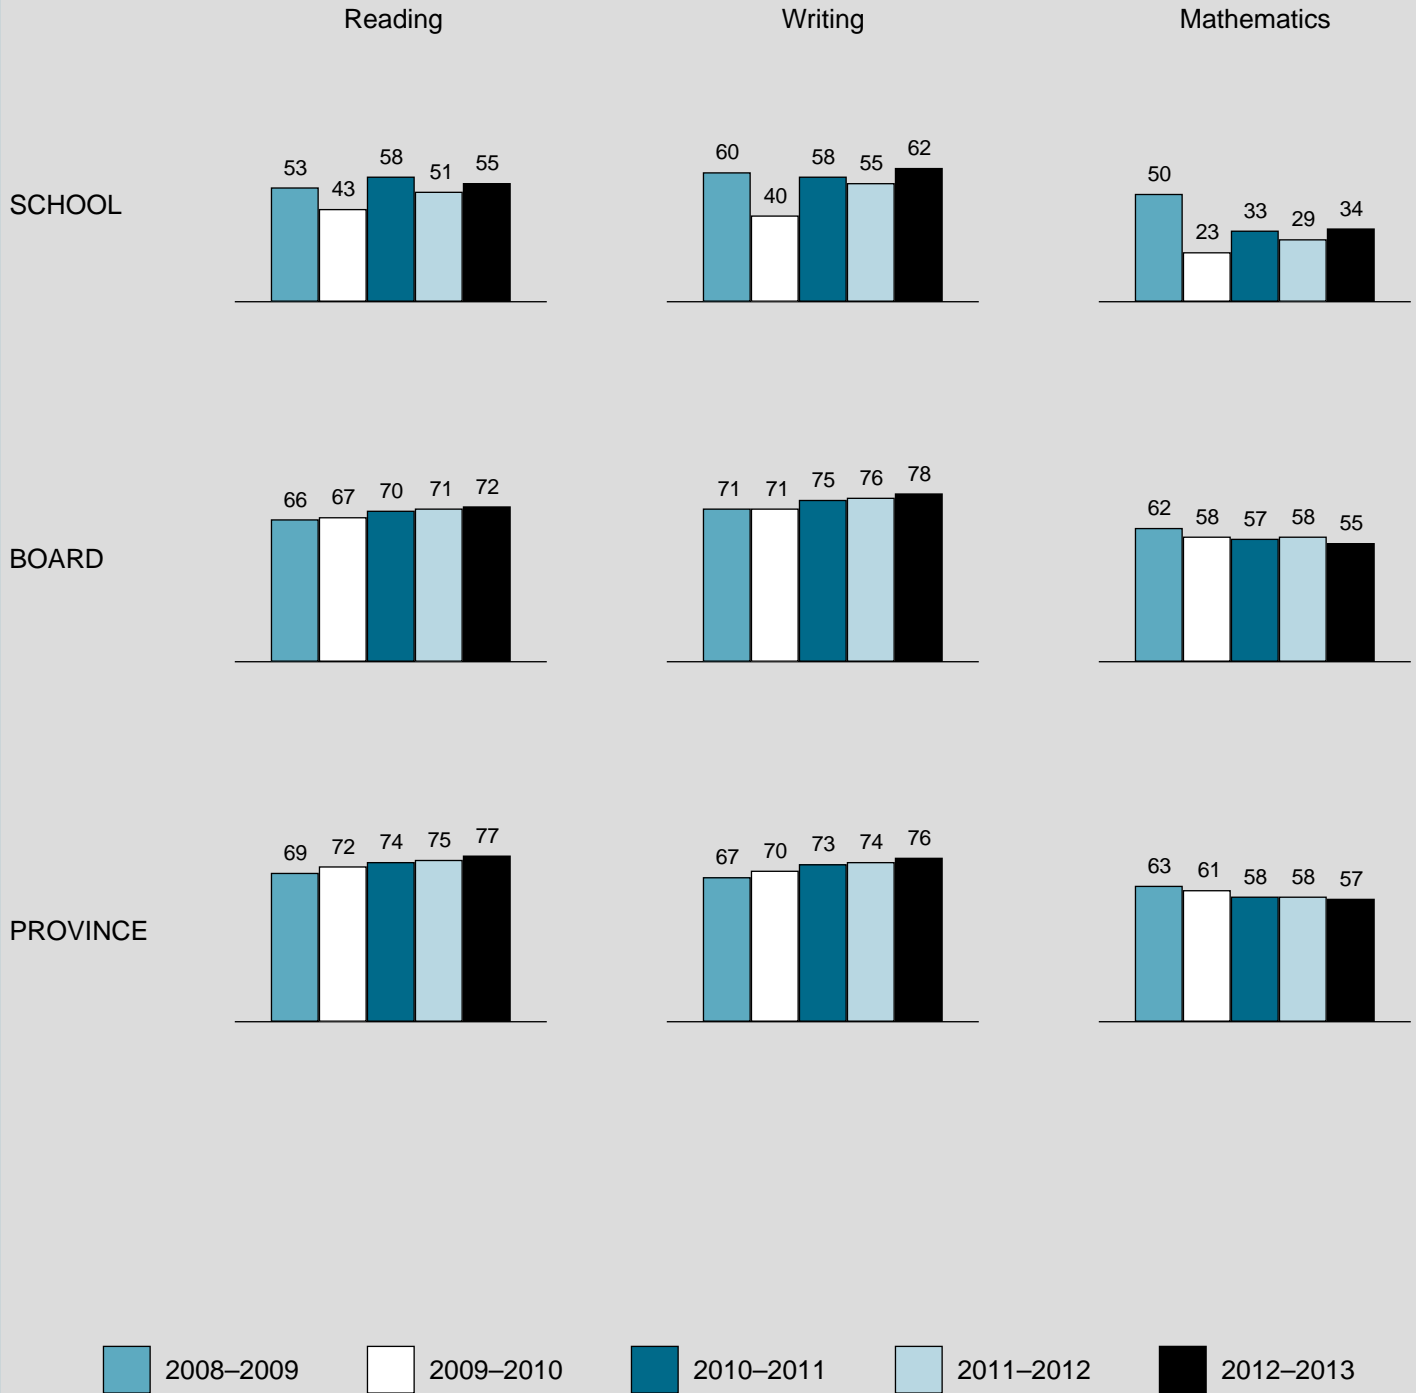 Reading Writing Mathematics
SCHOOL
53 43 58 51 55
60 40 58 55 62
50 23 33 29 34
BOARD
66 67 70 71 72
71 71 75 76 78
62 58 57 58 55
PROVINCE
69 72 74 75 77
67 70 73 74 76
63 61 58 58 57
2008–2009 2009–2010 2010–2011 2011–2012 2012–2013